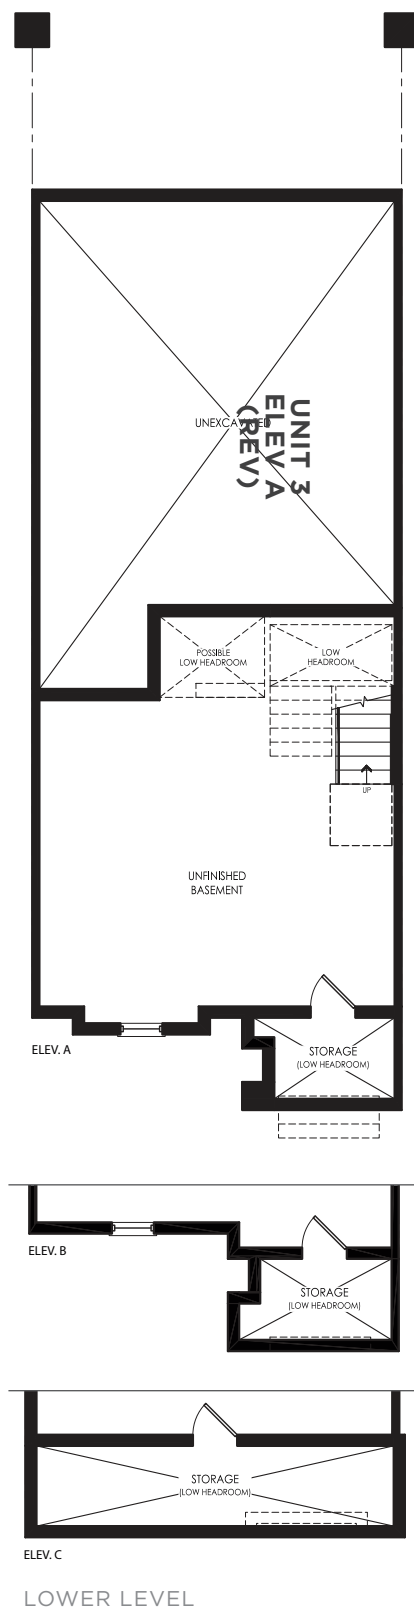 UNEXCAVATED
UNIT 3
ELEV A
(REV)
POSSIBLE
LOW HEADROOM
LOW
HEADROOM
UP
UNFINISHED
BASEMENT
STORAGE
(LOW HEADROOM)
ELEV. A
ELEV. B
STORAGE
(LOW HEADROOM)
STORAGE
(LOW HEADROOM)
ELEV. C
LOWER LEVEL